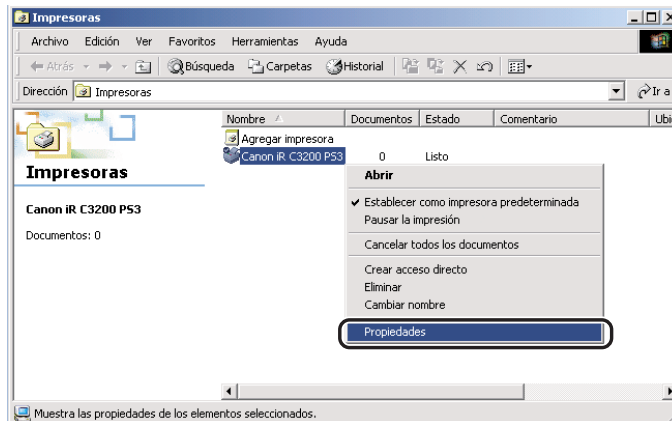 Impresoras
Archivo Edición Ver Favoritos Herramientas Ayuda
Atrás Búsqueda Carpetas Historial
Dirección Impresoras Ir a
Nombre Documentos Estado Comentario Ubi
Agregar impresora
Canon iR C3200 PS3 0 Listo
Impresoras
Canon iR C3200 PS3
Documentos: 0
Abrir
Establecer como impresora predeterminada
Pausar la impresión
Cancelar todos los documentos
Crear acceso directo
Eliminar
Cambiar nombre
Propiedades
Muestra las propiedades de los elementos seleccionados.